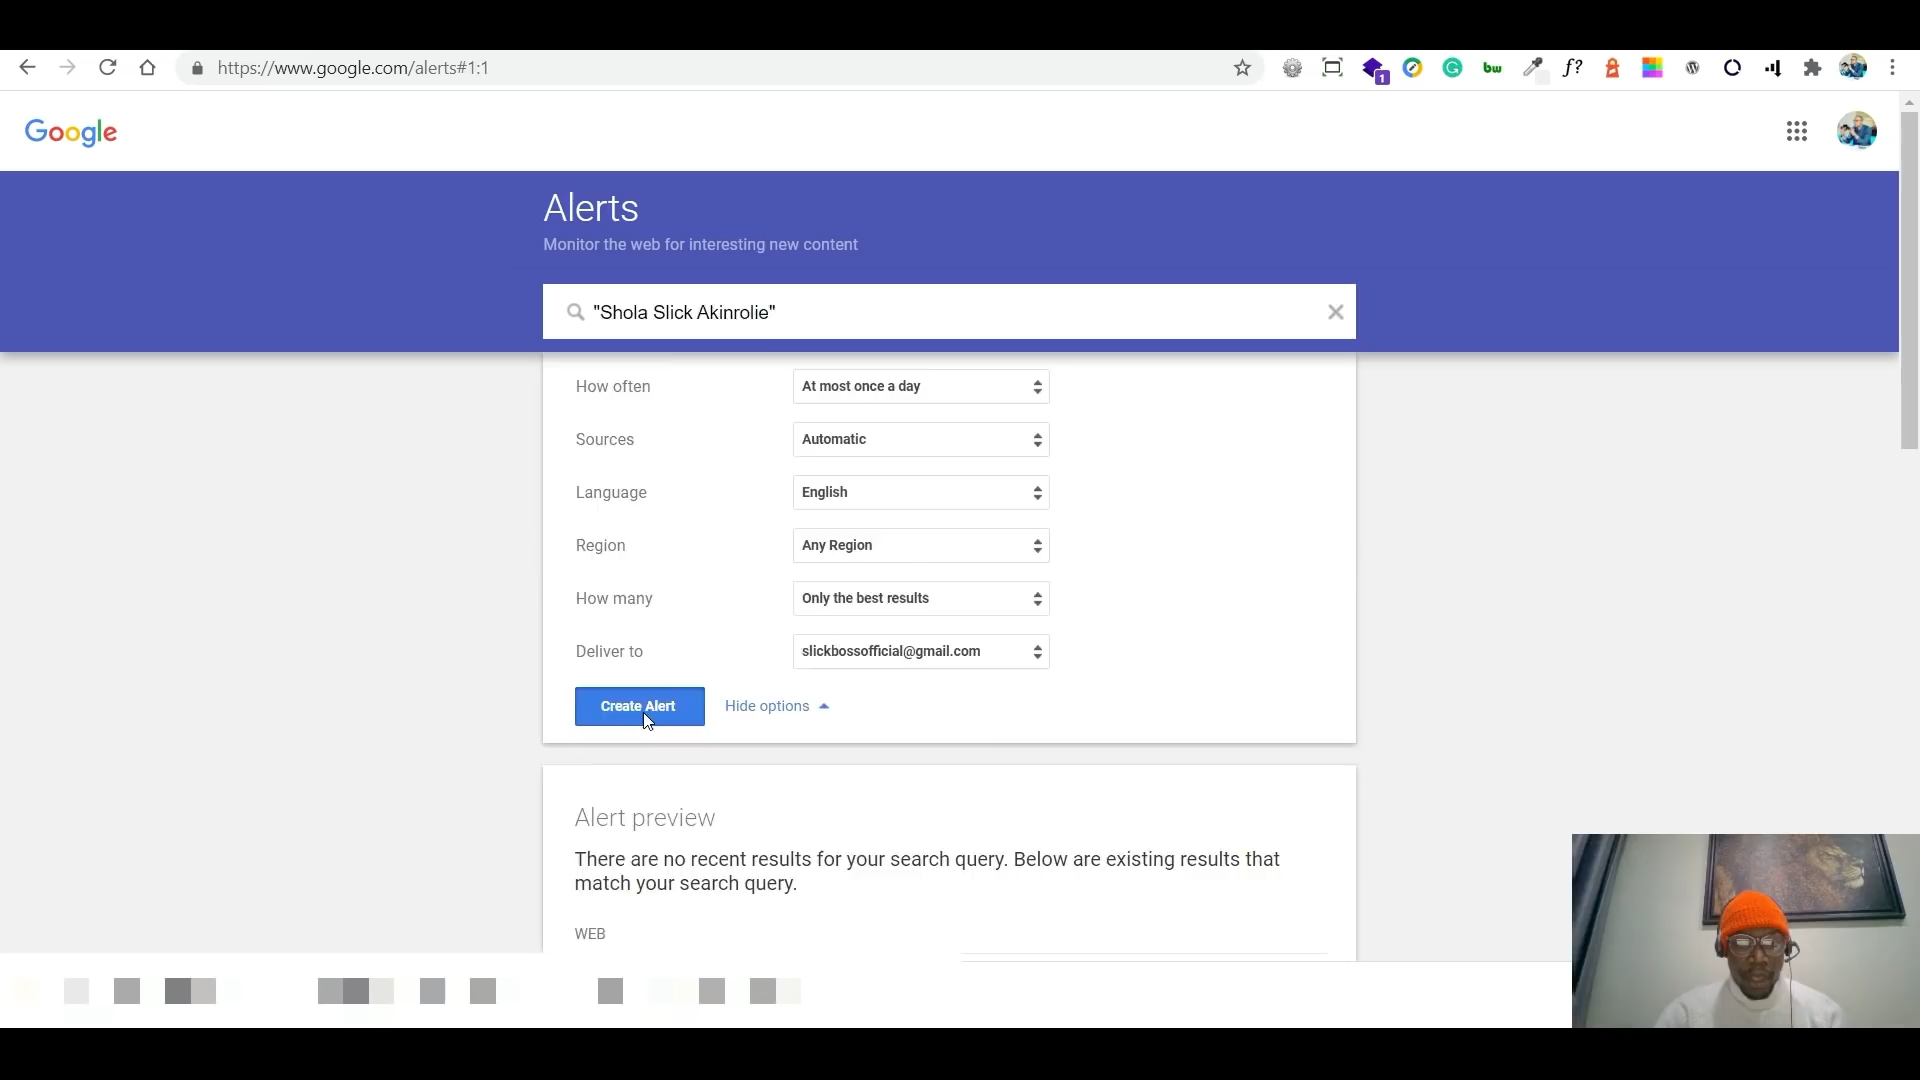 https://www.google.com/alerts#1:1
1
bw
f?
Google
Alerts
Monitor the web for interesting new content
"Shola Slick Akinrolie"
How often At most once a day
Sources Automatic
Language English
Region Any Region
How many Only the best results
Deliver to slickbossofficial@gmail.com
Create Alert Hide options
Alert preview
There are no recent results for your search query. Below are existing results that
match your search query.
WEB